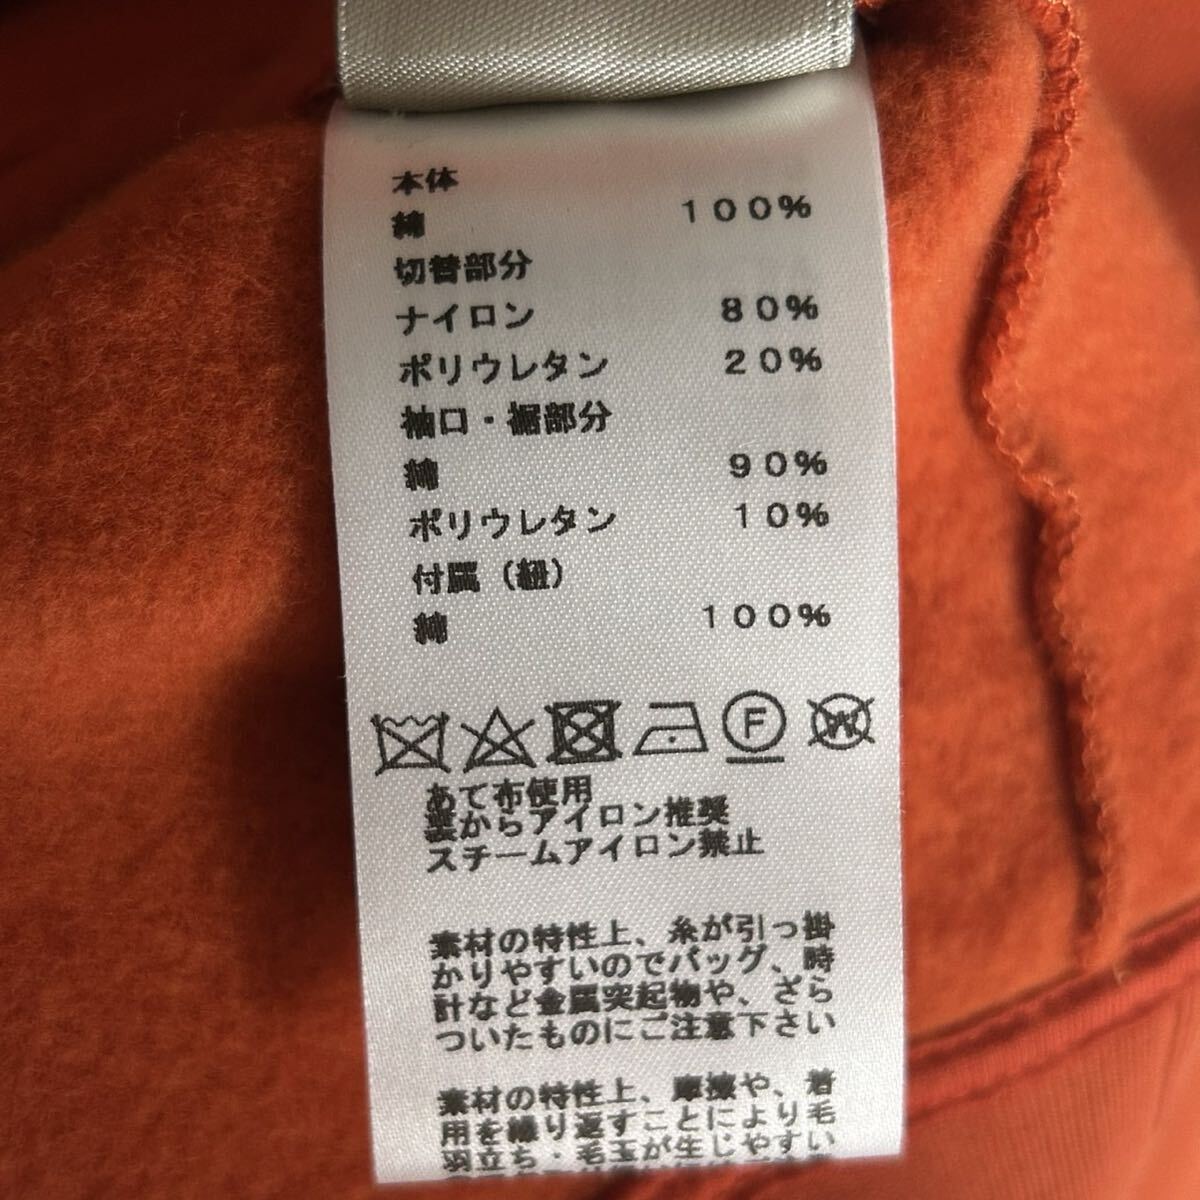 本体
綿 100%
切替部分
ナイロン 80%
ポリウレタン 20%
袖口・裾部分
綿 90%
ポリウレタン 10%
付属(紐)
綿 100%
F W
あて布使用
裏からアイロン推奨
スチームアイロン禁止
素材の特性上、糸が引っ掛
かりやすいのでバッグ、時
計など金属突起物や、ざら
ついたものにご注意下さい
素材の特性上、摩擦や、着
用を繰り返すことにより毛
羽立ち・毛玉が生じやすい